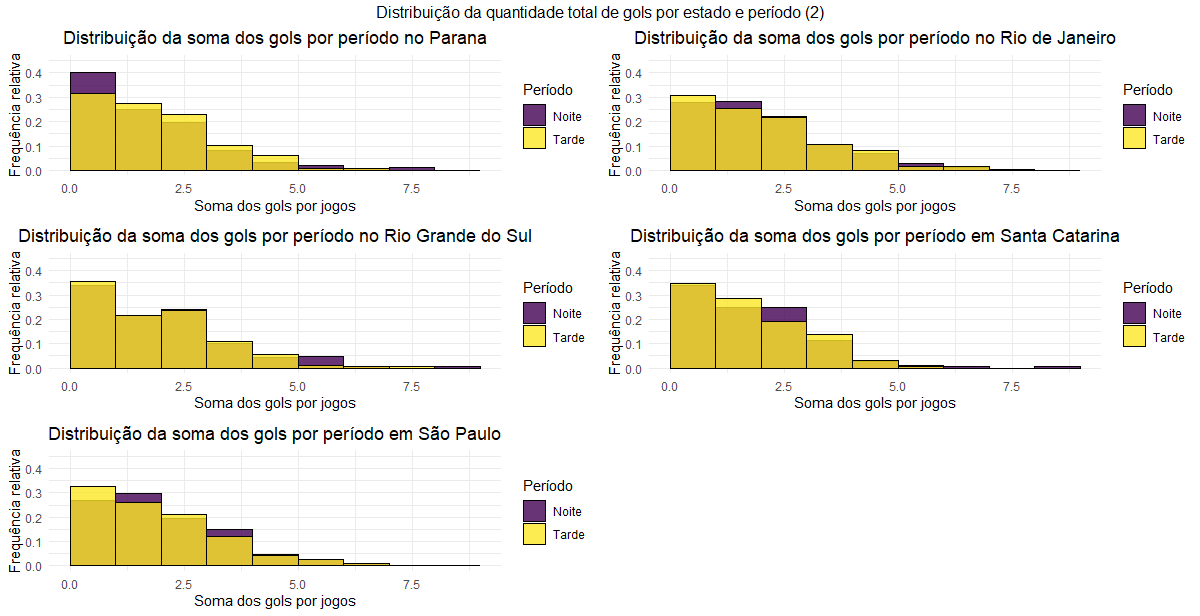 Distribuição da quantidade total de gols por estado e período (2)
Distribuição da soma dos gols por período no Parana
Frequência relativa
0.4
0.3
0.2
0.1
0.0
0.0 2.5 5.0 7.5
Soma dos gols por jogos
Período
Noite
Tarde
Distribuição da soma dos gols por período no Rio de Janeiro
Frequência relativa
0.4
0.3
0.2
0.1
0.0
0.0 2.5 5.0 7.5
Soma dos gols por jogos
Período
Noite
Tarde
Distribuição da soma dos gols por período no Rio Grande do Sul
Frequência relativa
0.4
0.3
0.2
0.1
0.0
0.0 2.5 5.0 7.5
Soma dos gols por jogos
Período
Noite
Tarde
Distribuição da soma dos gols por período em Santa Catarina
Frequência relativa
0.4
0.3
0.2
0.1
0.0
0.0 2.5 5.0 7.5
Soma dos gols por jogos
Período
Noite
Tarde
Distribuição da soma dos gols por período em São Paulo
Frequência relativa
0.4
0.3
0.2
0.1
0.0
0.0 2.5 5.0 7.5
Soma dos gols por jogos
Período
Noite
Tarde